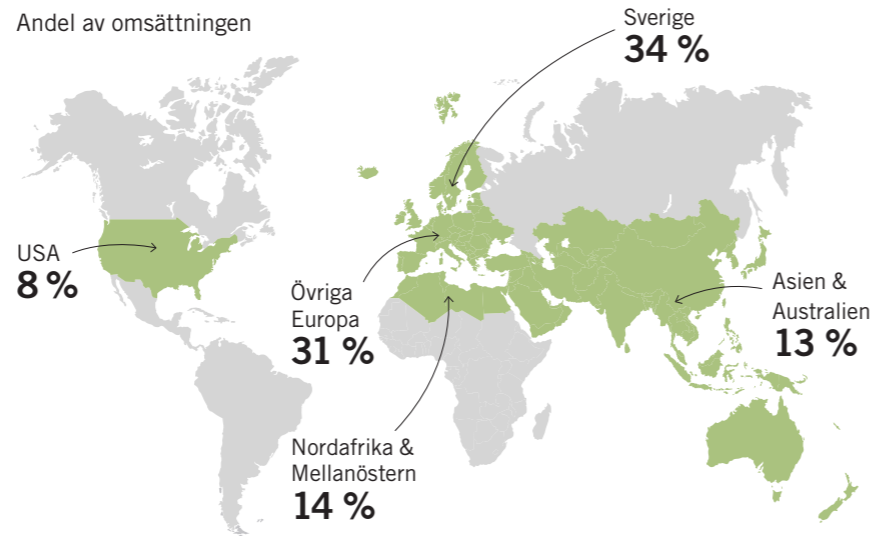 Andel av omsättningen
Sverige
34 %
USA
8 %
Övriga
Europa
31 %
Asien &
Australien
13 %
Nordafrika &
Mellanöstern
14 %